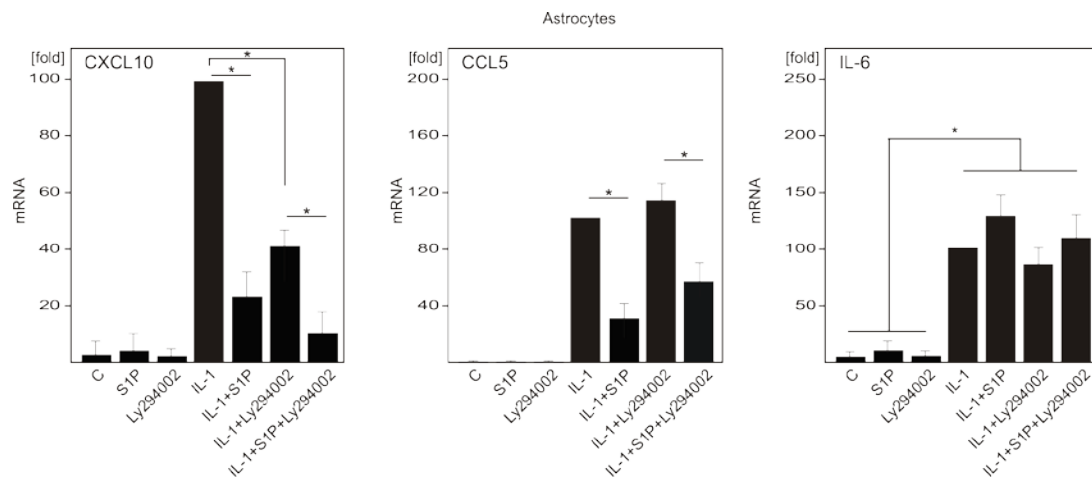 Astrocytes
[fold]
CXCL10
mRNA
100
80
60
40
20
*
*
*
C
S1P
Ly294002
IL-1
IL-1+S1P
IL-1+Ly294002
IL-1+S1P+Ly294002
[fold]
CCL5
mRNA
200
160
120
80
40
*
*
C
S1P
Ly294002
IL-1
IL-1+S1P
IL-1+Ly294002
IL-1+S1P+Ly294002
[fold]
IL-6
mRNA
250
200
150
100
50
*
C
S1P
Ly294002
IL-1
IL-1+S1P
IL-1+Ly294002
IL-1+S1P+Ly294002